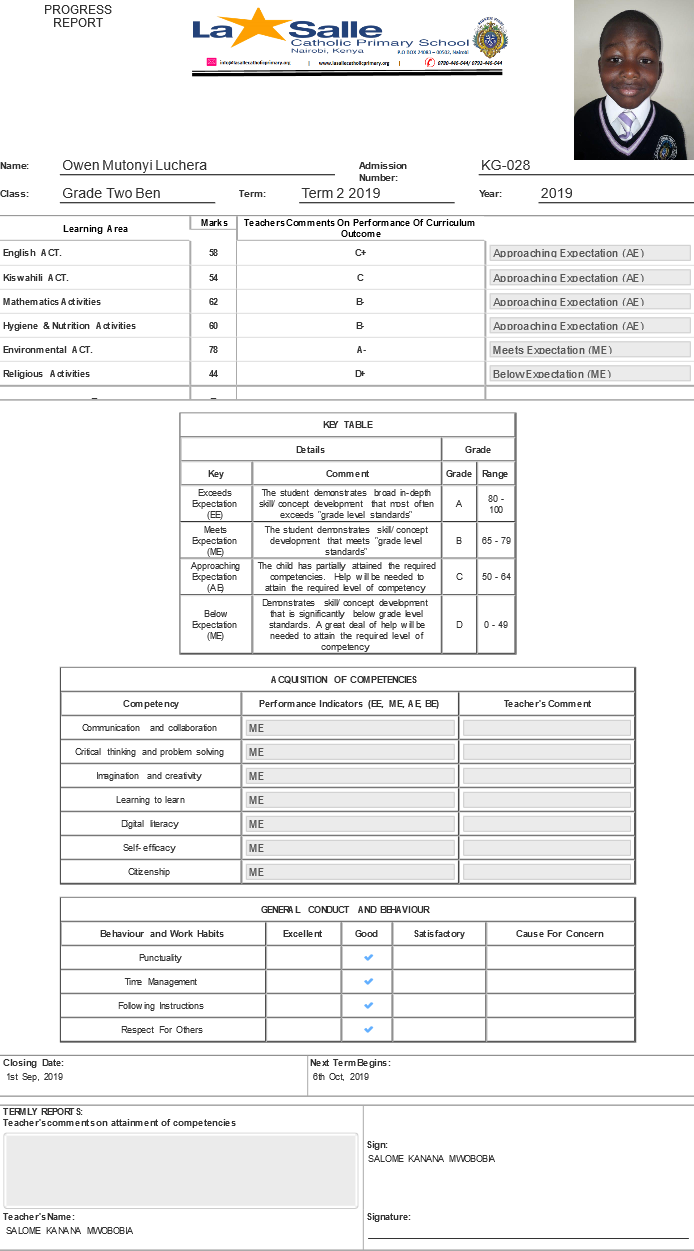 PROGRESS
REPORT
La Salle
Catholic Primary School
Nairobi, Kenya
P.O BOX 24083 – 00502, Nairobi
info@lasallecatholicprimary.org | www.lasallecatholicprimary.org |
Name: Owen Mutonyi Luchera Admission Number: KG-028
Class: Grade Two Ben Term: Term 2 2019 Year: 2019
Learning Area Marks Teachers Comments On Performance Of Curriculum Outcome
English ACT. 58 C+ Approaching Expectation (AE)
Kiswahili ACT. 54 C Approaching Expectation (AE)
Mathematics Activities 62 B- Approaching Expectation (AE)
Hygiene & Nutrition Activities 60 B- Approaching Expectation (AE)
Environmental ACT. 78 A- Meets Expectation (ME)
Religious Activities 44 D+ Below Expectation (ME)
KEY TABLE
Details Grade
Key Comment Grade Range
Exceeds Expectation (EE) The student demonstrates broad in-depth skill/ concept development that most often exceeds "grade level standards" A 80 - 100
Meets Expectation (ME) The student demonstrates skill/ concept development that meets "grade level standards" B 65 - 79
Approaching Expectation (AE) The child has partially attained the required competencies. Help will be needed to attain the required level of competency C 50 - 64
Below Expectation (ME) Demonstrates skill/ concept development that is significantly below grade level standards. A great deal of help will be needed to attain the required level of competency D 0 - 49
ACQUISITION OF COMPETENCIES
Competency Performance Indicators (EE, ME, AE, BE) Teacher's Comment
Communication and collaboration ME
Critical thinking and problem solving ME
Imagination and creativity ME
Learning to learn ME
Digital literacy ME
Self- efficacy ME
Citizenship ME
GENERAL CONDUCT AND BEHAVIOUR
Behaviour and Work Habits Excellent Good Satisfactory Cause For Concern
Punctuality
Time Management
Following Instructions
Respect For Others
Closing Date: Next Term Begins:
1st Sep, 2019 6th Oct, 2019
TERMLY REPORTS:
Teacher's comments on attainment of competencies
Sign:
SALOME KANANA MWOBOBIA
Teacher's Name: Signature:
SALOME KANANA MWOBOBIA